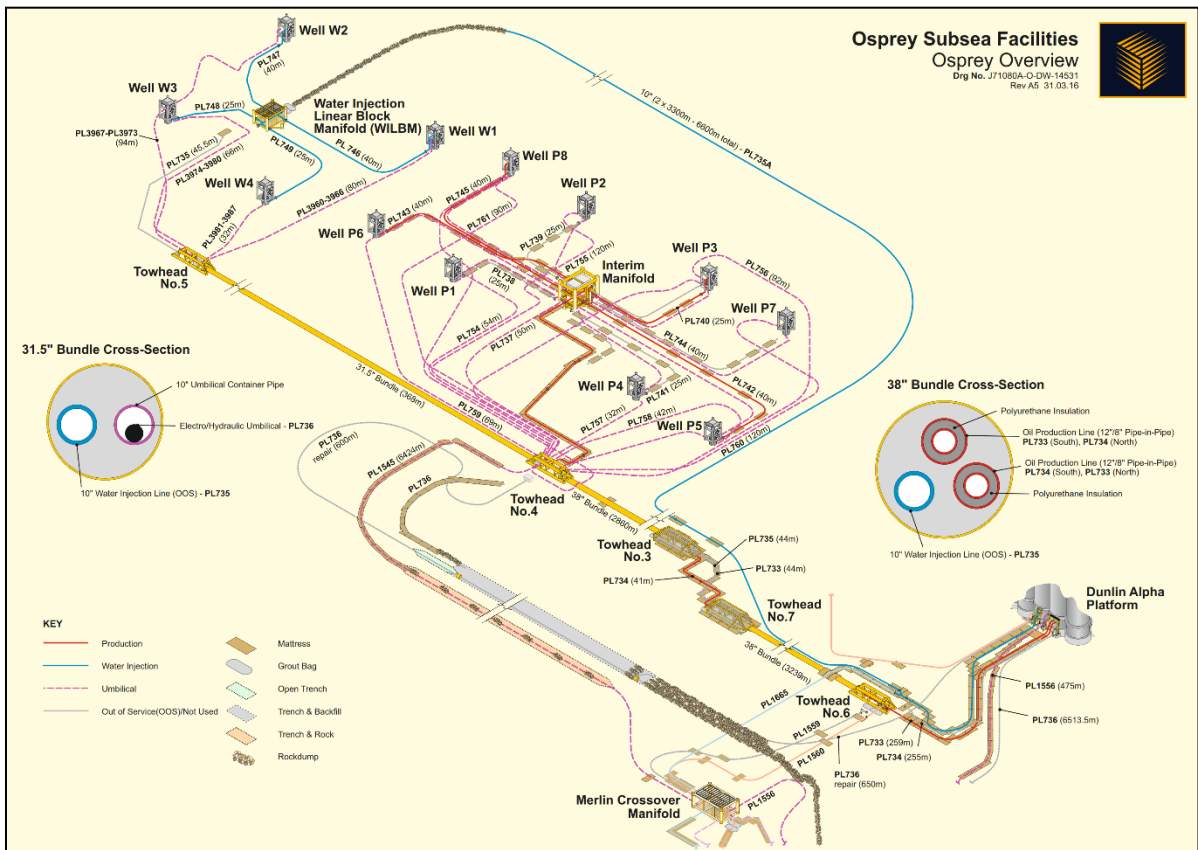 Osprey Subsea Facilities
Osprey Overview
Drg No. J71080A-O-DW-14531
Rev A5 31.03.16
Well W2
PL747
(40m)
Well W3
PL748 (25m)
Water Injection
Linear Block
Manifold (WILBM)
Well W1
PL3967-PL3973
(94m)
PL735 (45.5m)
PL3974-3980 (66m)
PL749 (25m)
PL 746 (40m)
Well W4
PL3981-3987
(32m)
PL3960-3966 (80m)
Towhead
No.5
10" (2 x 3300m - 6600m total) - PL735A
Well P8
PL745 (40m)
PL743 (40m)
PL761 (90m)
Well P2
Well P6
PL739 (25m)
PL755 (120m)
Well P3
PL756 (92m)
Interim
Manifold
Well P1
PL738
(25m)
Well P7
PL740 (25m)
PL754 (54m)
PL737 (50m)
PL744 (40m)
PL742 (40m)
Well P4
PL741 (25m)
PL757 (32m)
PL758 (42m)
Well P5
PL760 (120m)
31.5" Bundle (368m)
PL759 (69m)
31.5" Bundle Cross-Section
10" Umbilical Container Pipe
Electro/Hydraulic Umbilical - PL736
10" Water Injection Line (OOS) - PL735
38" Bundle Cross-Section
Polyurethane Insulation
Oil Production Line (12"/8" Pipe-in-Pipe)
PL733 (South), PL734 (North)
Oil Production Line (12"/8" Pipe-in-Pipe)
PL734 (South), PL733 (North)
Polyurethane Insulation
10" Water Injection Line (OOS) - PL735
PL736
repair (600m)
PL1545 (6424m)
PL736
Towhead
No.4
38" Bundle (2860m)
Towhead
No.3
PL735 (44m)
PL733 (44m)
PL734 (41m)
Towhead
No.7
38" Bundle (3239m)
Dunlin Alpha
Platform
PL1556 (475m)
PL736 (6513.5m)
Towhead
No.6
PL1665
PL1559
PL1560
PL733 (259m)
PL734 (255m)
PL736
repair (650m)
Merlin Crossover
Manifold
PL1556
KEY
Production
Water Injection
Umbilical
Out of Service(OOS)/Not Used
Mattress
Grout Bag
Open Trench
Trench & Backfill
Trench & Rock
Rockdump